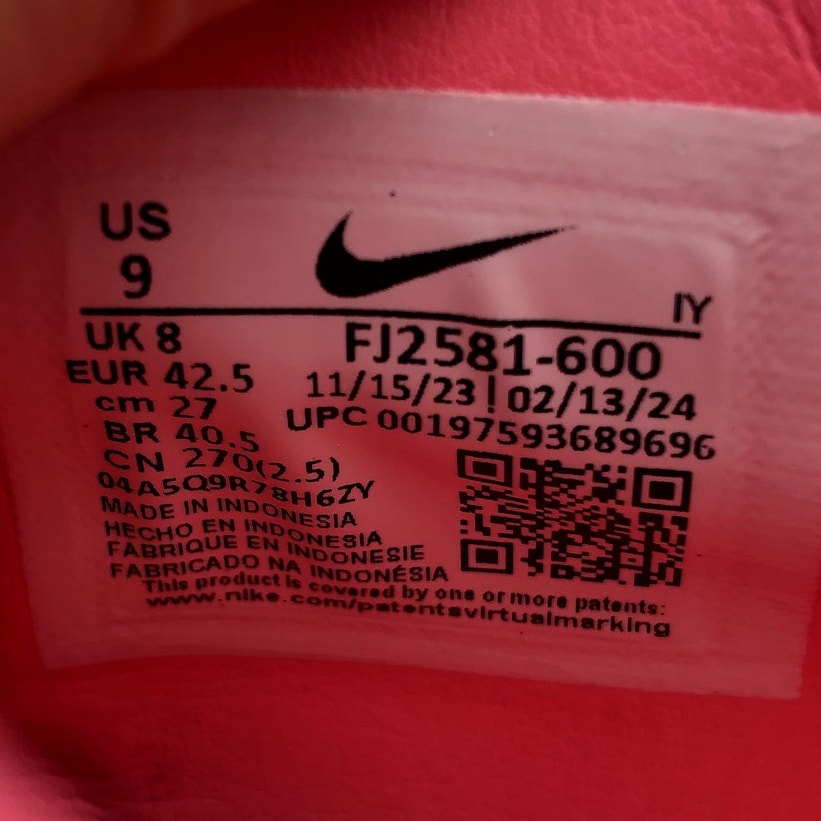 US
9
IY
UK 8
FJ2581-600
EUR 42.5
11/15/23 | 02/13/24
cm 27
UPC 00197593689696
BR 40.5
CN 270(2.5)
04A5Q9R78H6ZY
MADE IN INDONESIA
HECHO EN INDONESIA
FABRIQUE EN INDONESIE
FABRICADO NA INDONÉSIA
This product is covered by one or more patents:
www.nike.com/patentsvirtualmarking